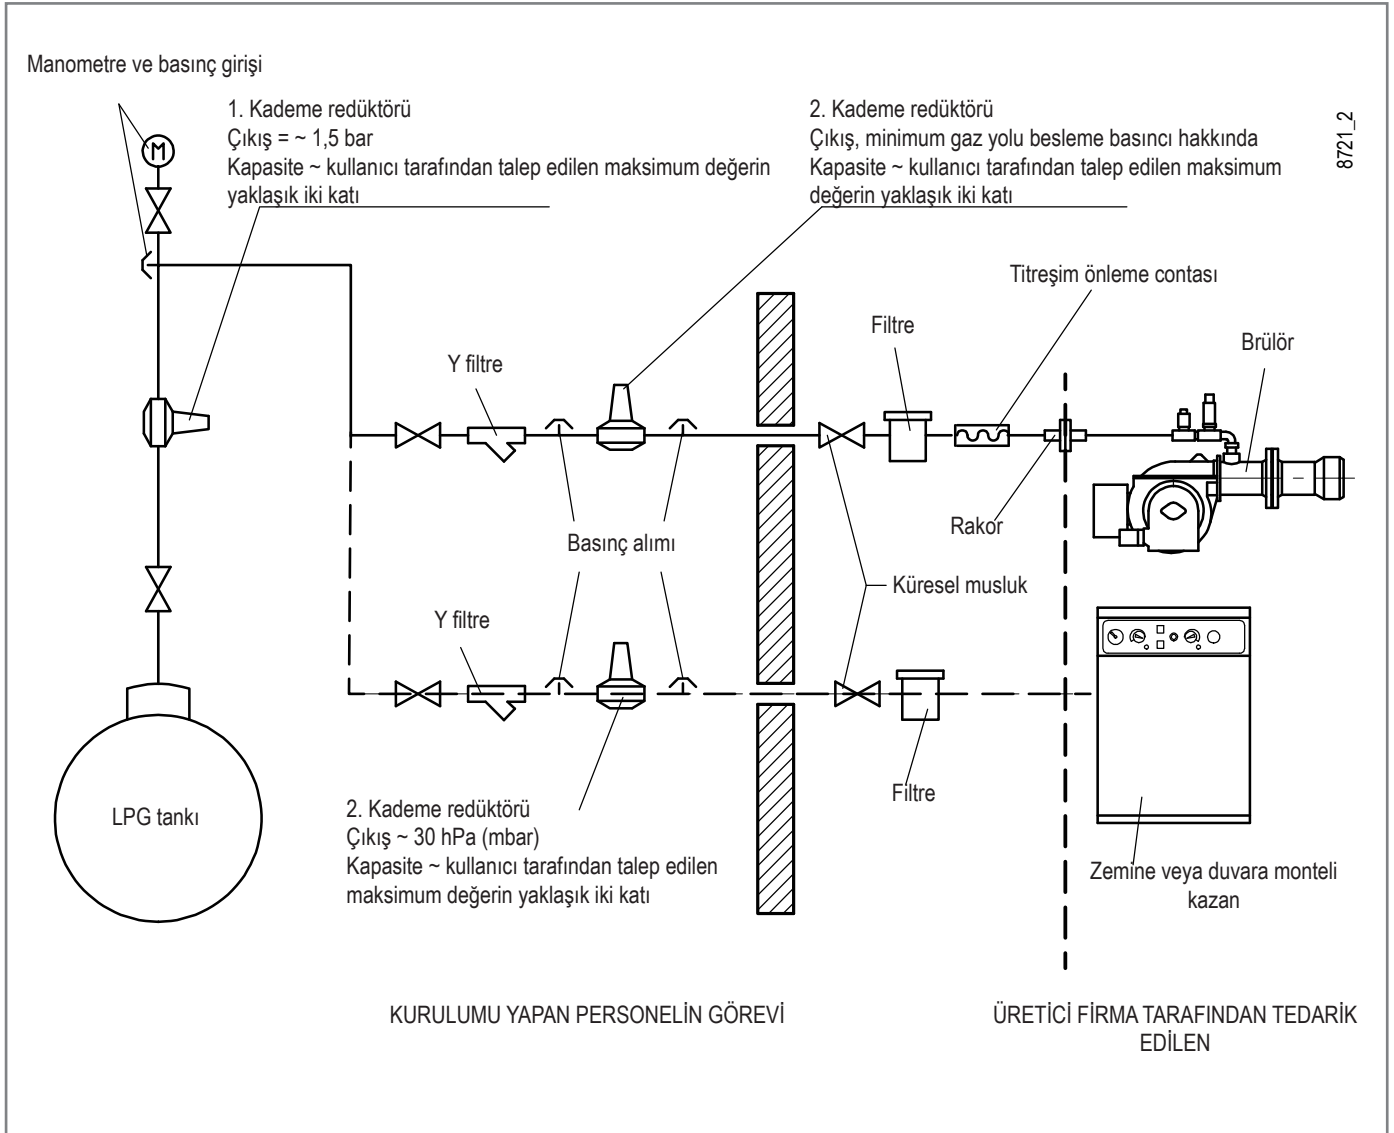 Manometre ve basınç girişi
M
1. Kademe redüktörü
Çıkış = ~ 1,5 bar
Kapasite ~ kullanıcı tarafından talep edilen maksimum değerin
yaklaşık iki katı
2. Kademe redüktörü
Çıkış, minimum gaz yolu besleme basıncı hakkında
Kapasite ~ kullanıcı tarafından talep edilen maksimum
değerin yaklaşık iki katı
8721_2
Titreşim önleme contası
Filtre
Brülör
Y filtre
Rakor
Basınç alımı
Küresel musluk
Y filtre
Filtre
LPG tankı
2. Kademe redüktörü
Çıkış ~ 30 hPa (mbar)
Kapasite ~ kullanıcı tarafından talep edilen
maksimum değerin yaklaşık iki katı
Zemine veya duvara monteli
kazan
KURULUMU YAPAN PERSONELİN GÖREVİ
ÜRETİCİ FİRMA TARAFINDAN TEDARİK
EDİLEN